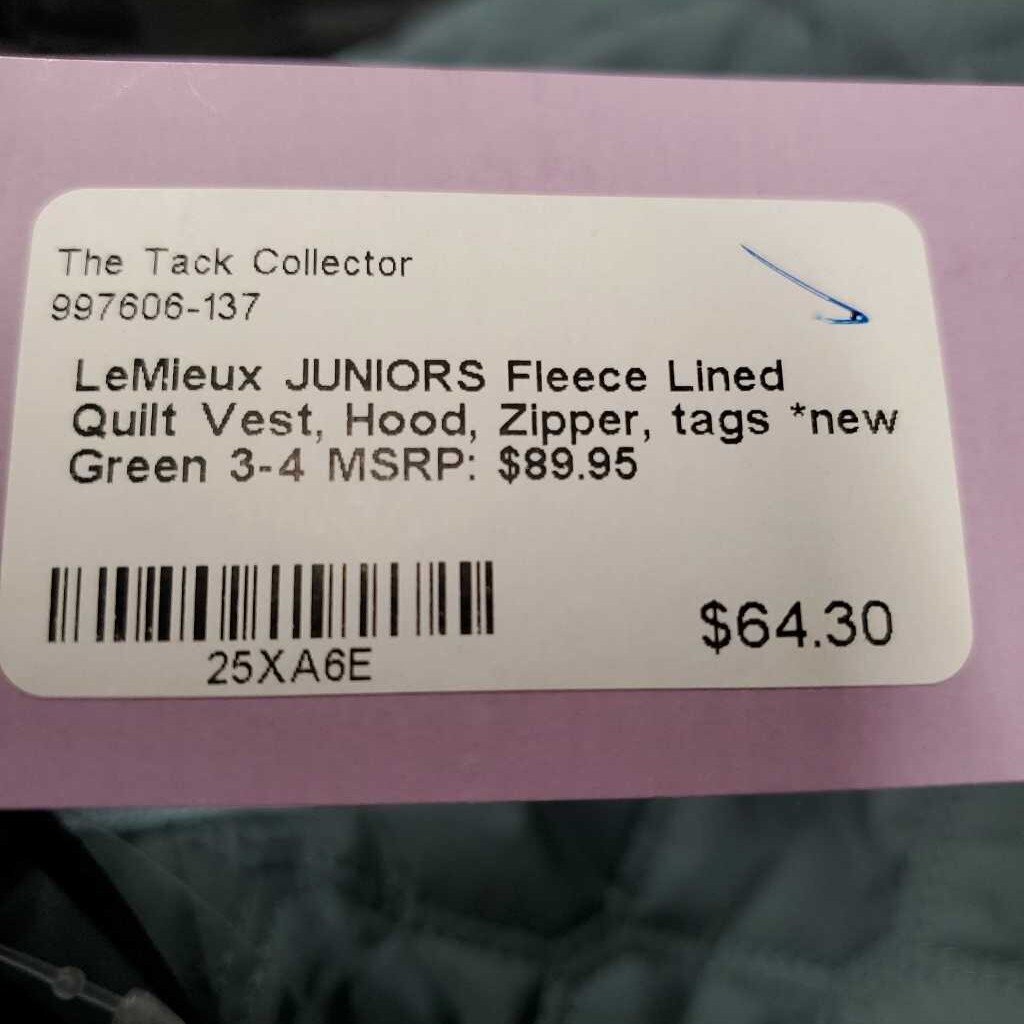 The Tack Collector
997606-137
LeMieux JUNIORS Fleece Lined
Quilt Vest, Hood, Zipper, tags *new
Green 3-4 MSRP: $89.95
25XA6E
$64.30